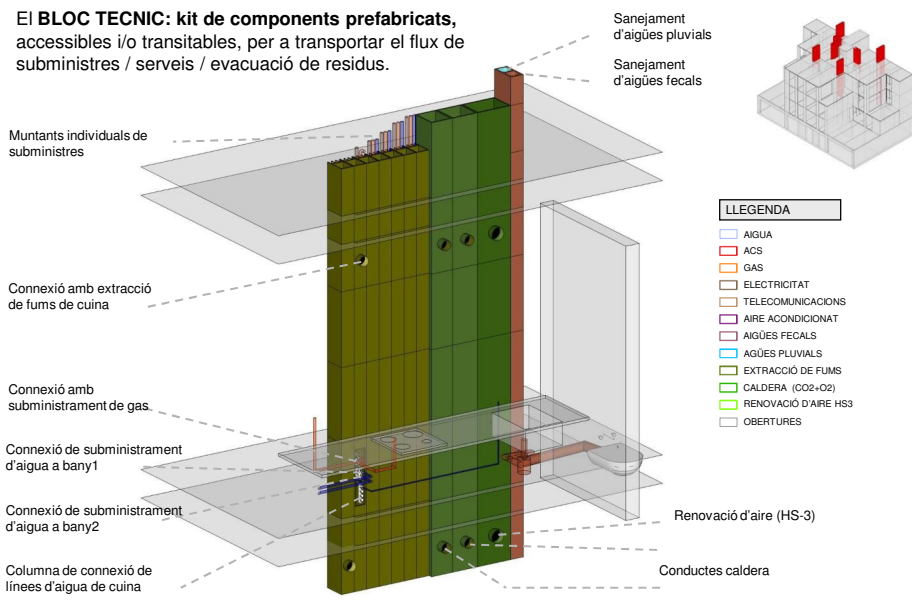 El BLOC TECNIC: kit de components prefabricats,
accessibles i/o transitables, per a transportar el flux de
subministres / serveis / evacuació de residus.
Sanejament
d'aigües pluvials
Sanejament
d'aigües fecals
Muntants individuals de
subministres
Connexió amb extracció
de fums de cuina
Connexió amb
subministrament de gas
Connexió de subministrament
d'aigua a bany1
Connexió de subministrament
d'aigua a bany2
Columna de connexió de
línees d'aigua de cuina
Renovació d'aire (HS-3)
Conductes caldera
LLEGENDA
AIGUA
ACS
GAS
ELECTRICITAT
TELECOMUNICACIONS
AIRE ACONDICIONAT
AIGÜES FECALS
AGÜES PLUVIALS
EXTRACCIÓ DE FUMS
CALDERA (CO2+O2)
RENOVACIÓ D'AIRE HS3
OBERTURES